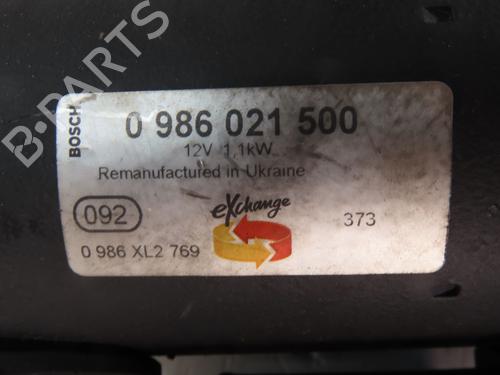 B-PARTS
BOSCH
0 986 021 500
12V 1,1kW
Remanufactured in Ukraine
092
eXchange
373
0 986 XL2 769